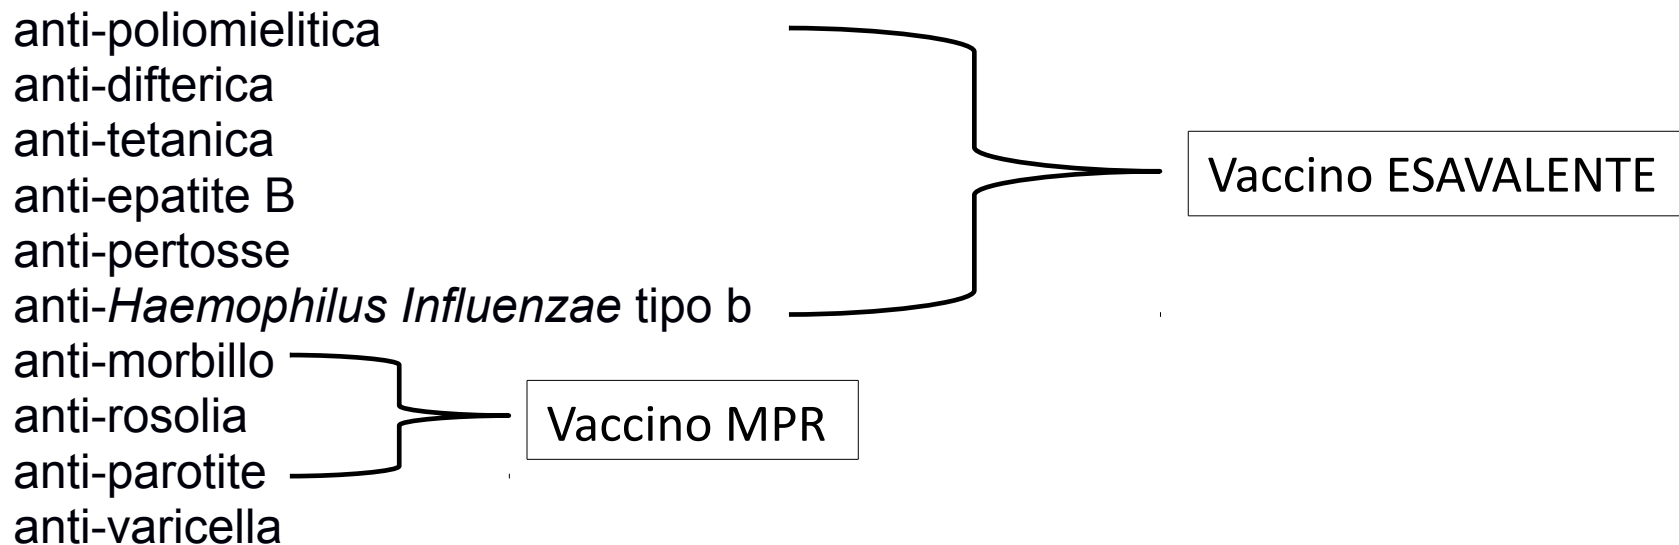 anti-poliomielitica
anti-difterica
anti-tetanica
anti-epatite B
anti-pertosse
anti-Haemophilus Influenzae tipo b
anti-morbillo
anti-rosolia
anti-parotite
anti-varicella
Vaccino ESAVALENTE
Vaccino MPR